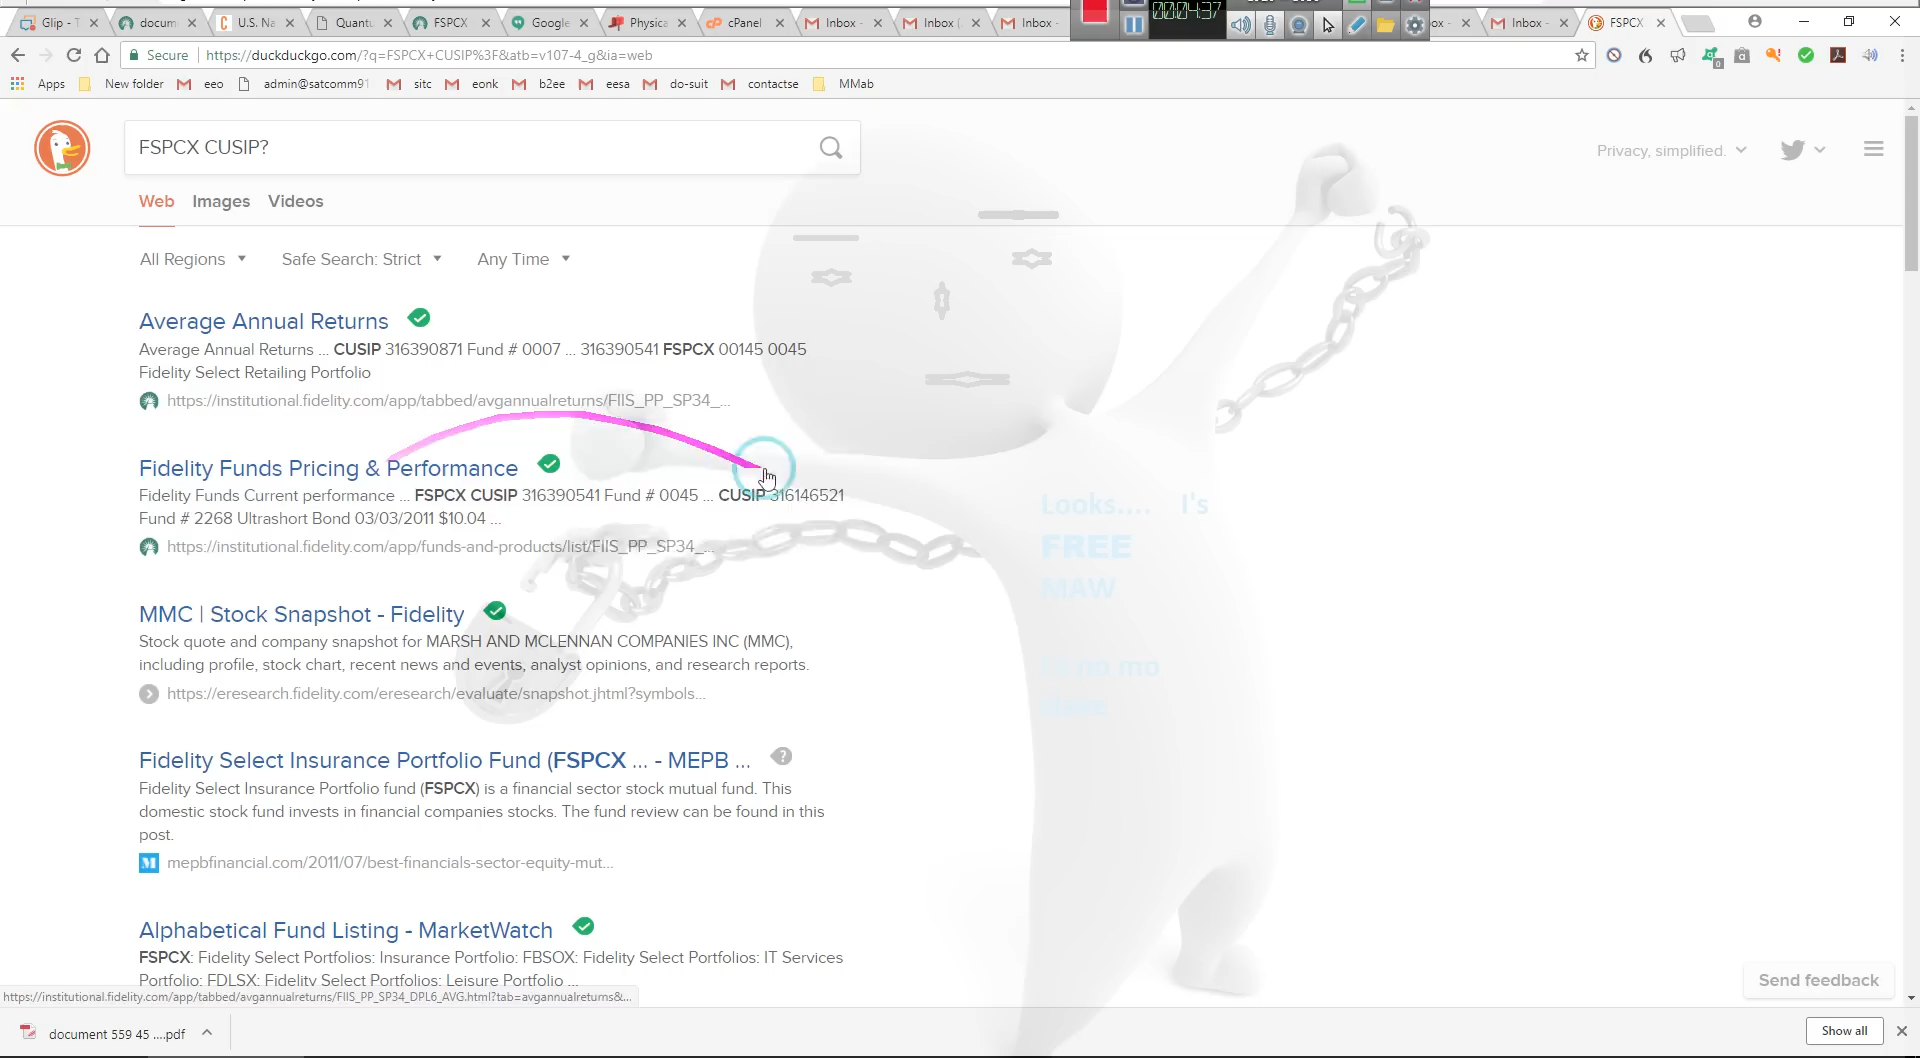 Glip - T
docum
U.S. Na
Quantu
FSPCX
Google
Physica
cPanel
Inbox -
Inbox (
Inbox -
00:04:37
ox -
Inbox -
FSPCX
Secure
https://duckduckgo.com/?q=FSPCX+CUSIP%3F&atb=v107-4_g&ia=web
Apps
New folder
eeo
admin@satcomm91
sitc
eonk
b2ee
eesa
do-suit
contactse
MMab
FSPCX CUSIP?
Privacy, simplified.
Web
Images
Videos
All Regions
Safe Search: Strict
Any Time
Average Annual Returns
Average Annual Returns ... CUSIP 316390871 Fund # 0007 ... 316390541 FSPCX 00145 0045
Fidelity Select Retailing Portfolio
https://institutional.fidelity.com/app/tabbed/avgannualreturns/FIIS_PP_SP34_...
Fidelity Funds Pricing & Performance
Fidelity Funds Current performance ... FSPCX CUSIP 316390541 Fund # 0045 ... CUSIP 316146521
Fund # 2268 Ultrashort Bond 03/03/2011 $10.04 ...
https://institutional.fidelity.com/app/funds-and-products/list/FIIS_PP_SP34_...
Looks.... I's
FREE
MAW
no mo
MMC | Stock Snapshot - Fidelity
Stock quote and company snapshot for MARSH AND MCLENNAN COMPANIES INC (MMC),
including profile, stock chart, recent news and events, analyst opinions, and research reports.
https://eresearch.fidelity.com/eresearch/evaluate/snapshot.jhtml?symbols...
Fidelity Select Insurance Portfolio Fund (FSPCX ... - MEPB ...
Fidelity Select Insurance Portfolio fund (FSPCX) is a financial sector stock mutual fund. This
domestic stock fund invests in financial companies stocks. The fund review can be found in this
post.
mepbfinancial.com/2011/07/best-financials-sector-equity-mut...
Alphabetical Fund Listing - MarketWatch
FSPCX: Fidelity Select Portfolios: Insurance Portfolio: FBSOX: Fidelity Select Portfolios: IT Services
Portfolio: FDLSX: Fidelity Select Portfolios: Leisure Portfolio ...
Send feedback
https://institutional.fidelity.com/app/tabbed/avgannualreturns/FIIS_PP_SP34_DPL6_AVG.html?tab=avgannualreturns&...
document 559 45 ....pdf
Show all